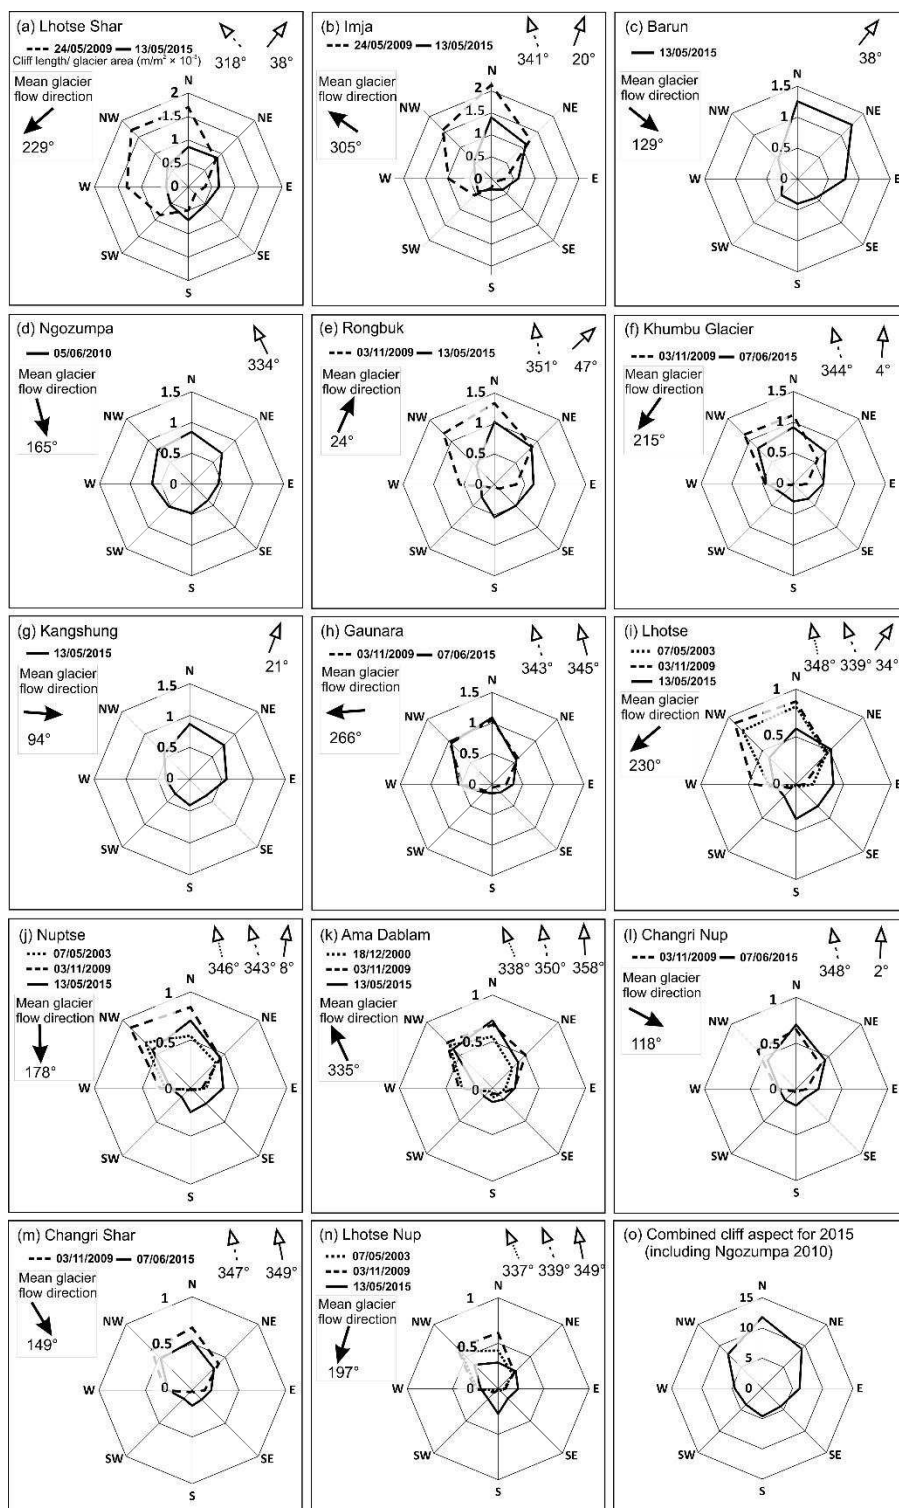 (a) Lhotse Shar
24/05/2009 13/05/2015
Cliff length/ glacier area (m/m² × 10⁻³)
318° 38°
Mean glacier
flow direction
229°
N
2
1.5
1
0.5
0
NW NE
W E
SW SE
S
(b) Imja
24/05/2009 13/05/2015
341° 20°
Mean glacier
flow direction
305°
N
2
1.5
1
0.5
0
NW NE
W E
SW SE
S
(c) Barun
13/05/2015
38°
Mean glacier
flow direction
129°
N
1.5
1
0.5
0
NW NE
W E
SW SE
S
(d) Ngozumpa
05/06/2010
334°
Mean glacier
flow direction
165°
N
1.5
1
0.5
0
NW NE
W E
SW SE
S
(e) Rongbuk
03/11/2009 13/05/2015
351° 47°
Mean glacier
flow direction
24°
N
1.5
1
0.5
0
NW NE
W E
SW SE
S
(f) Khumbu Glacier
03/11/2009 07/06/2015
344° 4°
Mean glacier
flow direction
215°
N
1.5
1
0.5
0
NW NE
W E
SW SE
S
(g) Kangshung
13/05/2015
21°
Mean glacier
flow direction
94°
N
1.5
1
0.5
0
NW NE
W E
SW SE
S
(h) Gaunara
03/11/2009 07/06/2015
343° 345°
Mean glacier
flow direction
266°
N
1.5
1
0.5
0
NW NE
W E
SW SE
S
(i) Lhotse
07/05/2003
03/11/2009
13/05/2015
348° 339° 34°
Mean glacier
flow direction
230°
N
1
0.5
0
NW NE
W E
SW SE
S
(j) Nuptse
07/05/2003
03/11/2009
13/05/2015
346° 343° 8°
Mean glacier
flow direction
178°
N
1
0.5
0
NW NE
W E
SW SE
S
(k) Ama Dablam
18/12/2000
03/11/2009
13/05/2015
338° 350° 358°
Mean glacier
flow direction
335°
N
1
0.5
0
NW NE
W E
SW SE
S
(l) Changri Nup
03/11/2009 07/06/2015
348° 2°
Mean glacier
flow direction
118°
N
1
0.5
0
NW NE
W E
SW SE
S
(m) Changri Shar
03/11/2009 07/06/2015
347° 349°
Mean glacier
flow direction
149°
N
1
0.5
0
NW NE
W E
SW SE
S
(n) Lhotse Nup
07/05/2003
03/11/2009
13/05/2015
337° 339° 349°
Mean glacier
flow direction
197°
N
1
0.5
0
NW NE
W E
SW SE
S
(o) Combined cliff aspect for 2015
(including Ngozumpa 2010)
N
15
10
5
0
NW NE
W E
SW SE
S